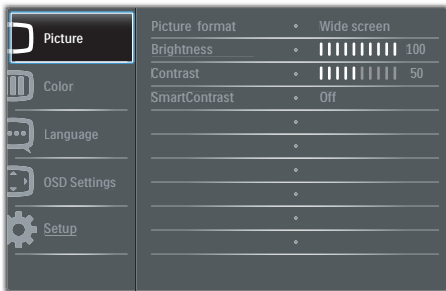 Picture
Color
Language
OSD Settings
Setup
Picture format • Wide screen
Brightness • 100
Contrast • 50
SmartContrast • Off
•
•
•
•
•
•